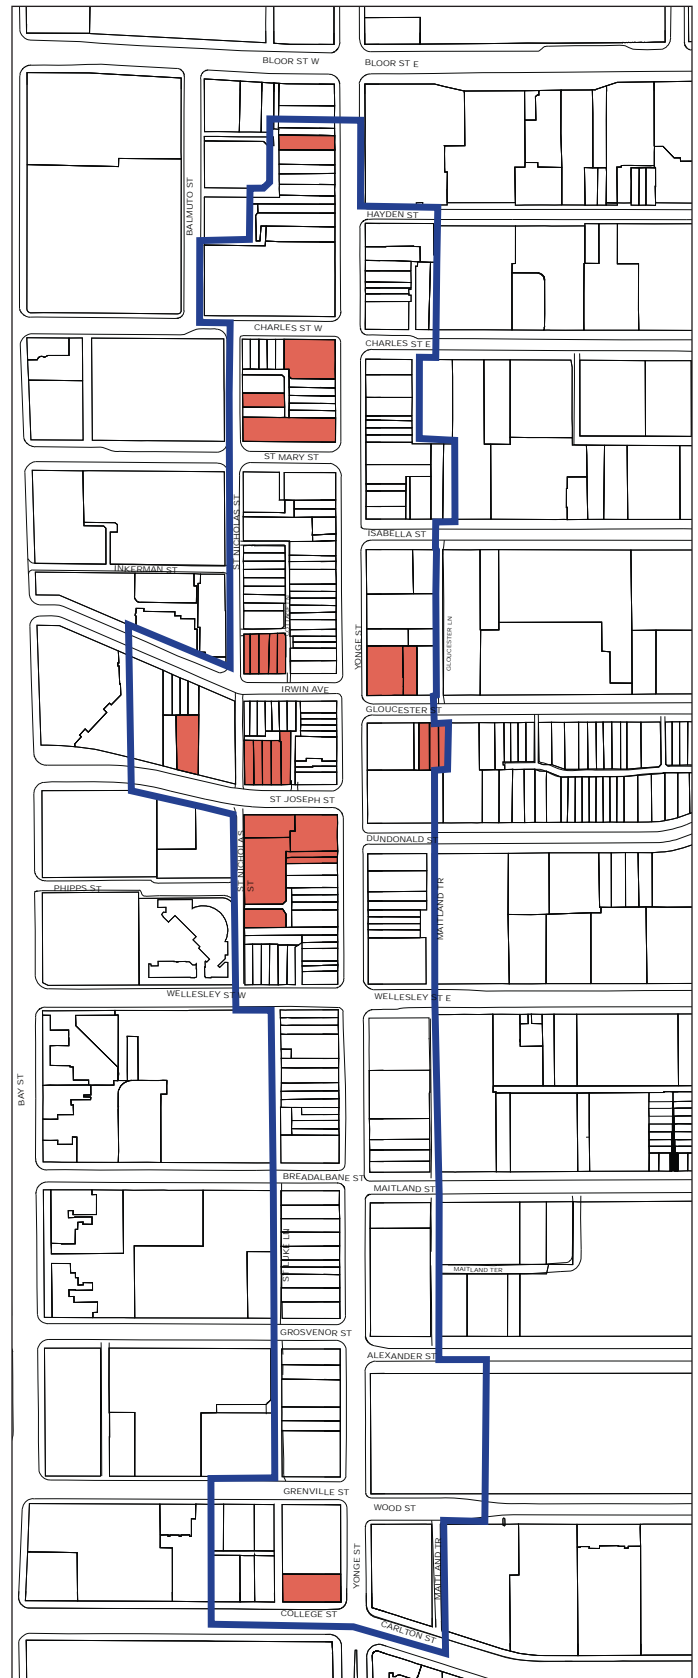 BLOOR ST W
BLOOR ST E
BALMUTO ST
HAYDEN ST
CHARLES ST W
CHARLES ST E
ST MARY ST
ST NICHOLAS ST
ISABELLA ST
INKERMAN ST
YONGE ST
GLOUCESTER LN
IRWIN AVE
GLOUCESTER ST
ST JOSEPH ST
DUNDONALD ST
ST NICHOLAS
ST
PHIPPS ST
MAITLAND TR
WELLESLEY ST W
WELLESLEY ST E
BAY ST
BREADALBANE ST
MAITLAND ST
ST LUKE LN
MAITLAND TER
GROSVENOR ST
ALEXANDER ST
GRENVILLE ST
WOOD ST
YONGE ST
MAITLAND TR
COLLEGE ST
CARLTON ST